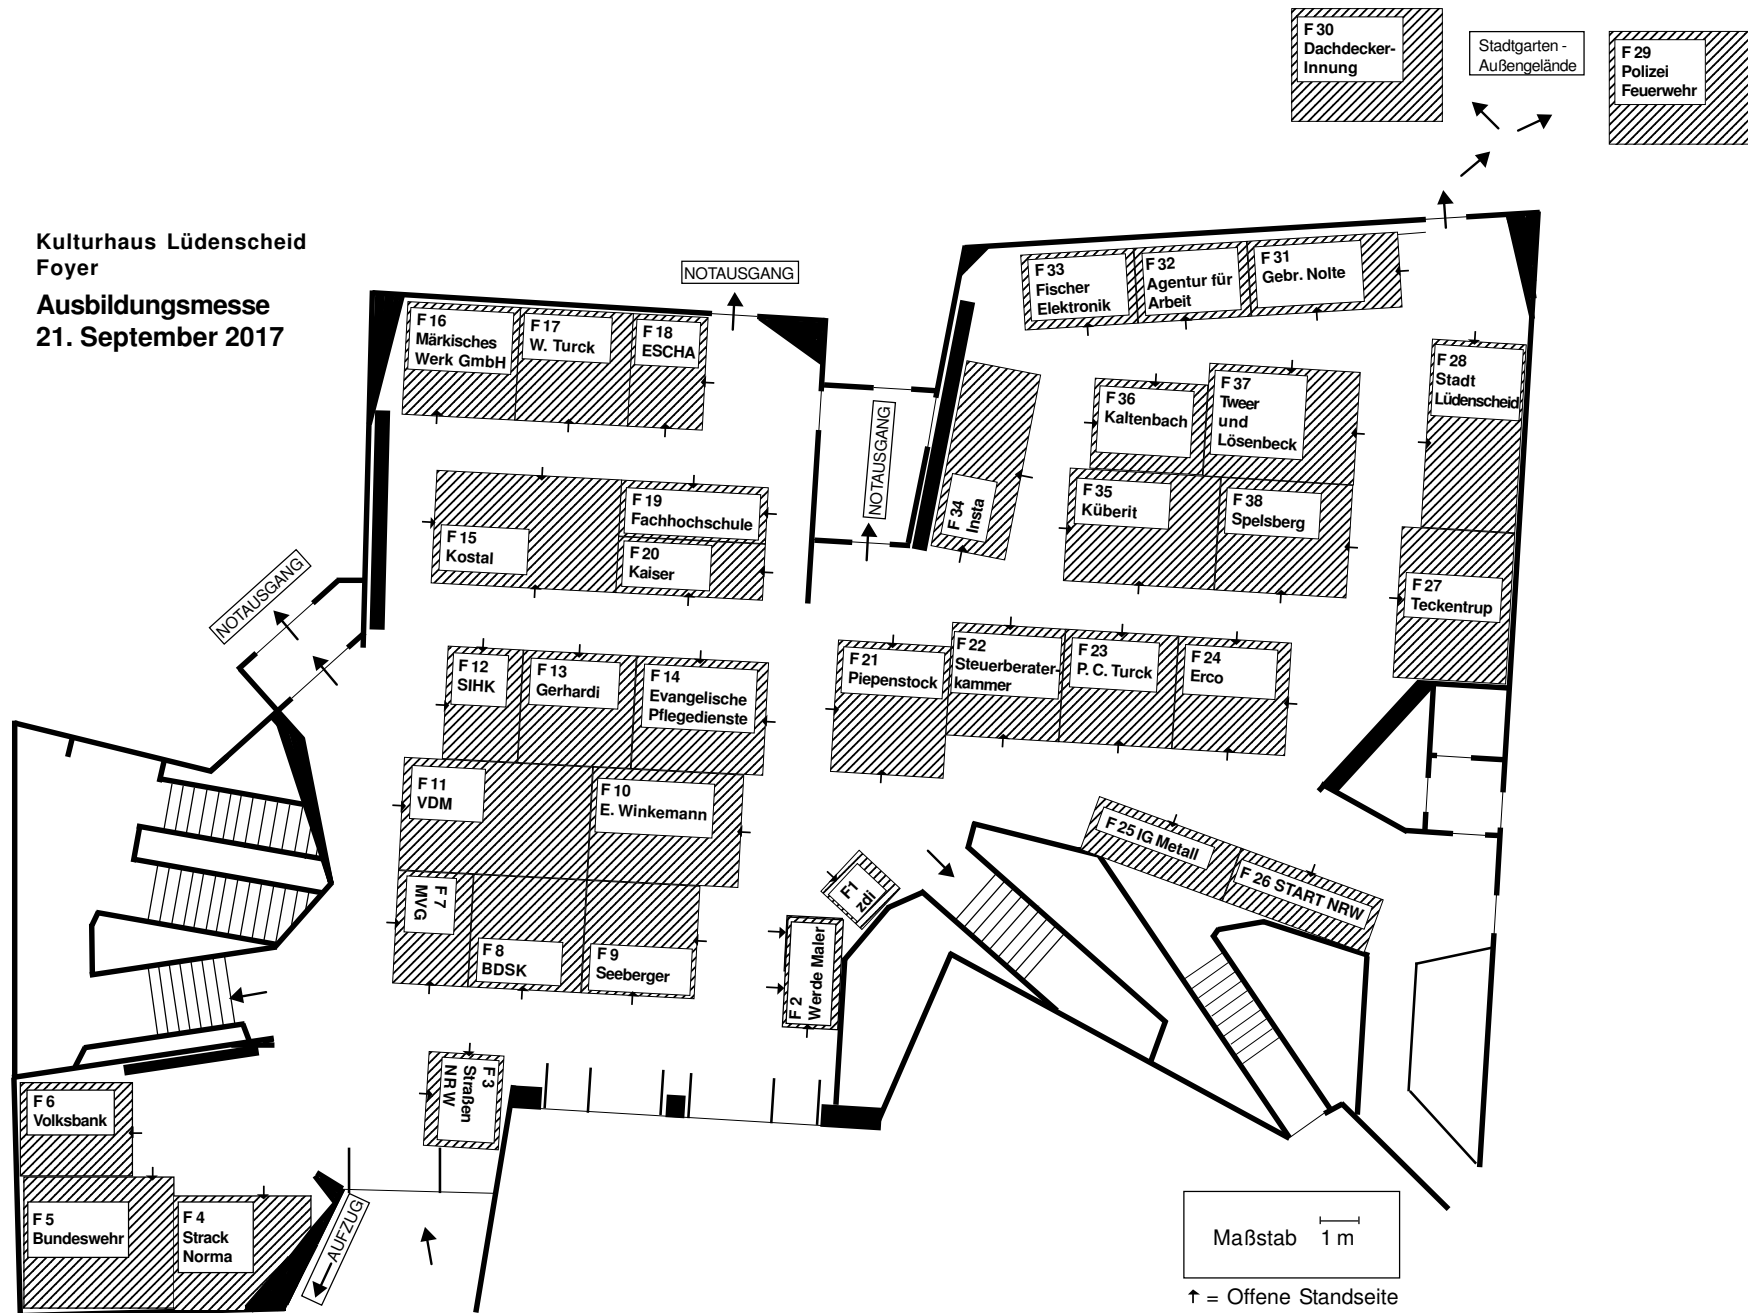 Kulturhaus Lüdenscheid
Foyer
Ausbildungsmesse
21. September 2017
F 30
Dachdecker-
Innung
Stadtgarten -
Außengelände
F 29
Polizei
Feuerwehr
NOTAUSGANG
F 33
Fischer
Elektronik
F 32
Agentur für
Arbeit
F 31
Gebr. Nolte
F 16
Märkisches
Werk GmbH
F 17
W. Turck
F 18
ESCHA
F 28
Stadt
Lüdenscheid
F 36
Kaltenbach
F 37
Tweer
und
Lösenbeck
NOTAUSGANG
F 34
Insta
F 35
Küberit
F 38
Spelsberg
F 15
Kostal
F 19
Fachhochschule
F 20
Kaiser
F 27
Teckentrup
NOTAUSGANG
F 12
SIHK
F 13
Gerhardi
F 14
Evangelische
Pflegedienste
F 21
Piepenstock
F 22
Steuerberater-
kammer
F 23
P. C. Turck
F 24
Erco
F 11
VDM
F 10
E. Winkemann
F 25 IG Metall
F 26 START NRW
F 7
MVG
F 8
BDSK
F 9
Seeberger
F1
zdi
F 2
Werde Maler
F 3
Straßen
NRW
F 6
Volksbank
F 5
Bundeswehr
F 4
Strack
Norma
AUFZUG
Maßstab 1 m
↑ = Offene Standseite